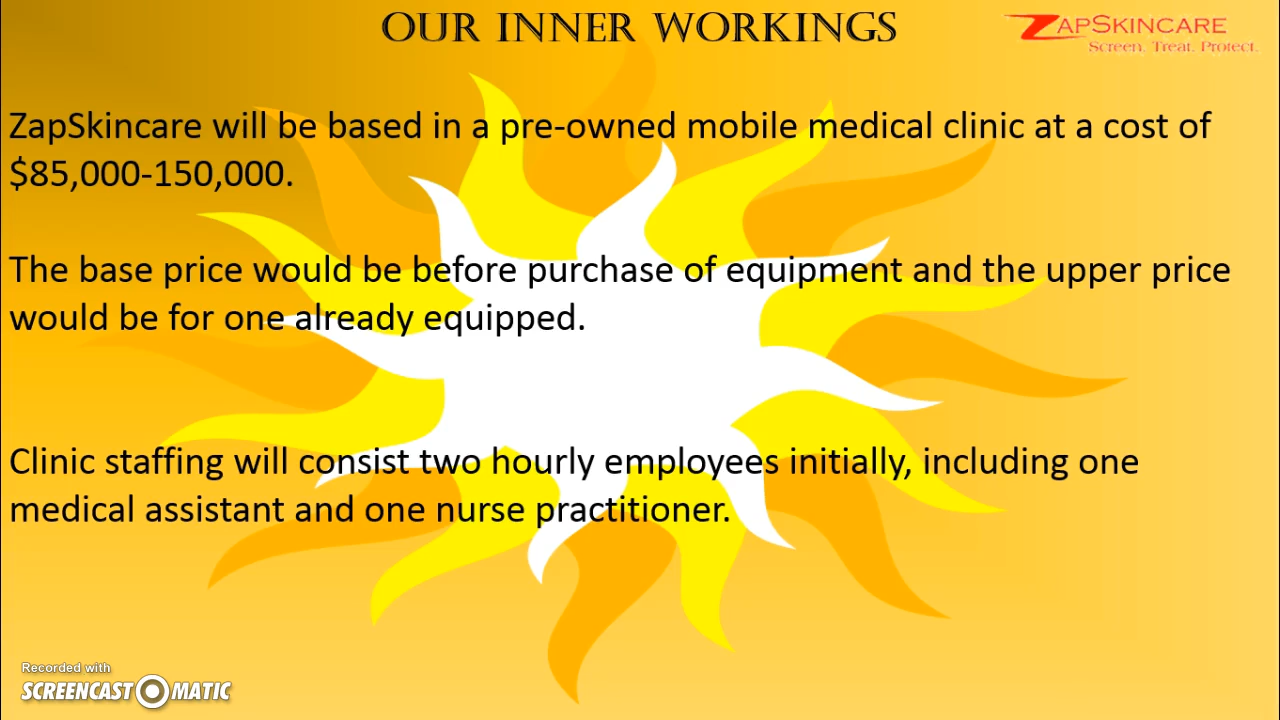 OUR INNER WORKINGS
ZAPSKINCARE
Screen. Treat. Protect.
ZapSkincare will be based in a pre-owned mobile medical clinic at a cost of
$85,000-150,000.
The base price would be before purchase of equipment and the upper price
would be for one already equipped.
Clinic staffing will consist two hourly employees initially, including one
medical assistant and one nurse practitioner.
Recorded with
SCREENCAST MATIC